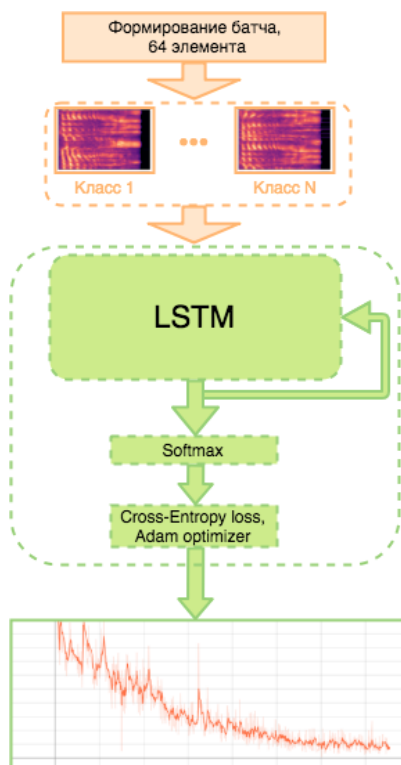 Формирование батча,
64 элемента
Класс 1
Класс N
LSTM
Softmax
Cross-Entropy loss,
Adam optimizer